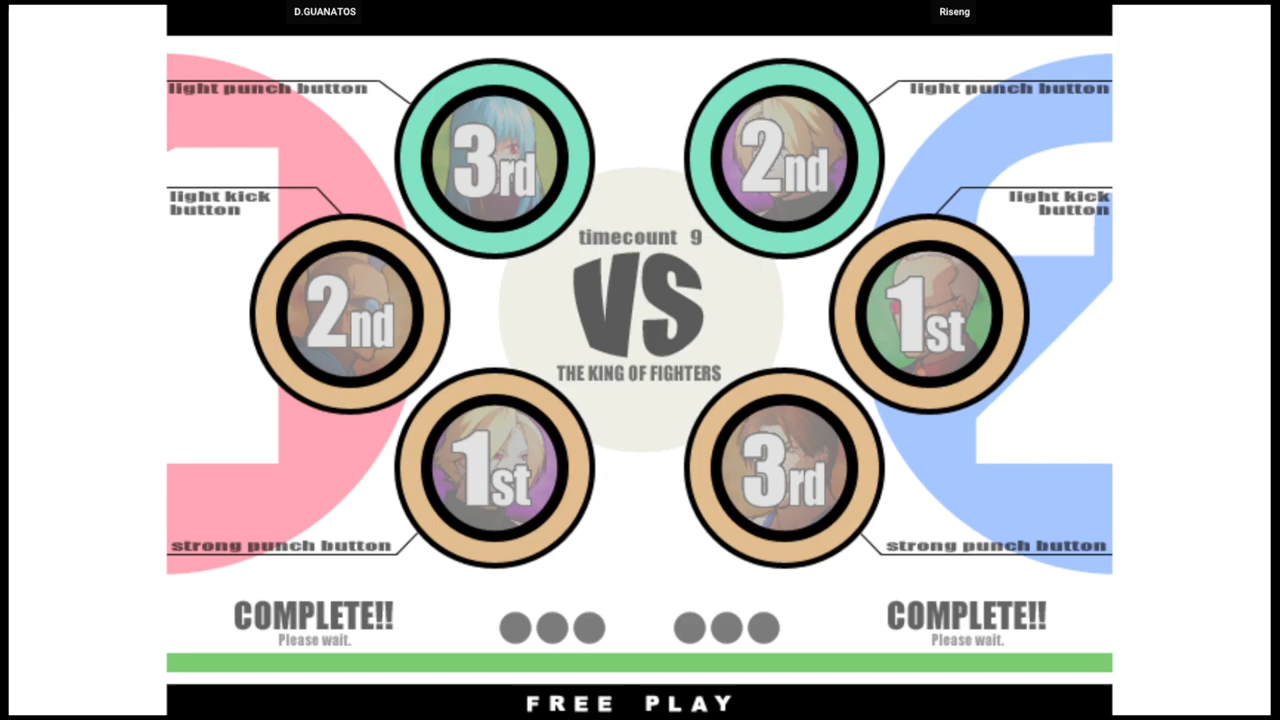 D.GUANATOS
Riseng
light punch button
light punch button
3rd
2nd
light kick
button
light kick
button
timecount 9
VS
THE KING OF FIGHTERS
2nd
1st
1st
3rd
strong punch button
strong punch button
COMPLETE!!
Please wait.
COMPLETE!!
Please wait.
FREE PLAY